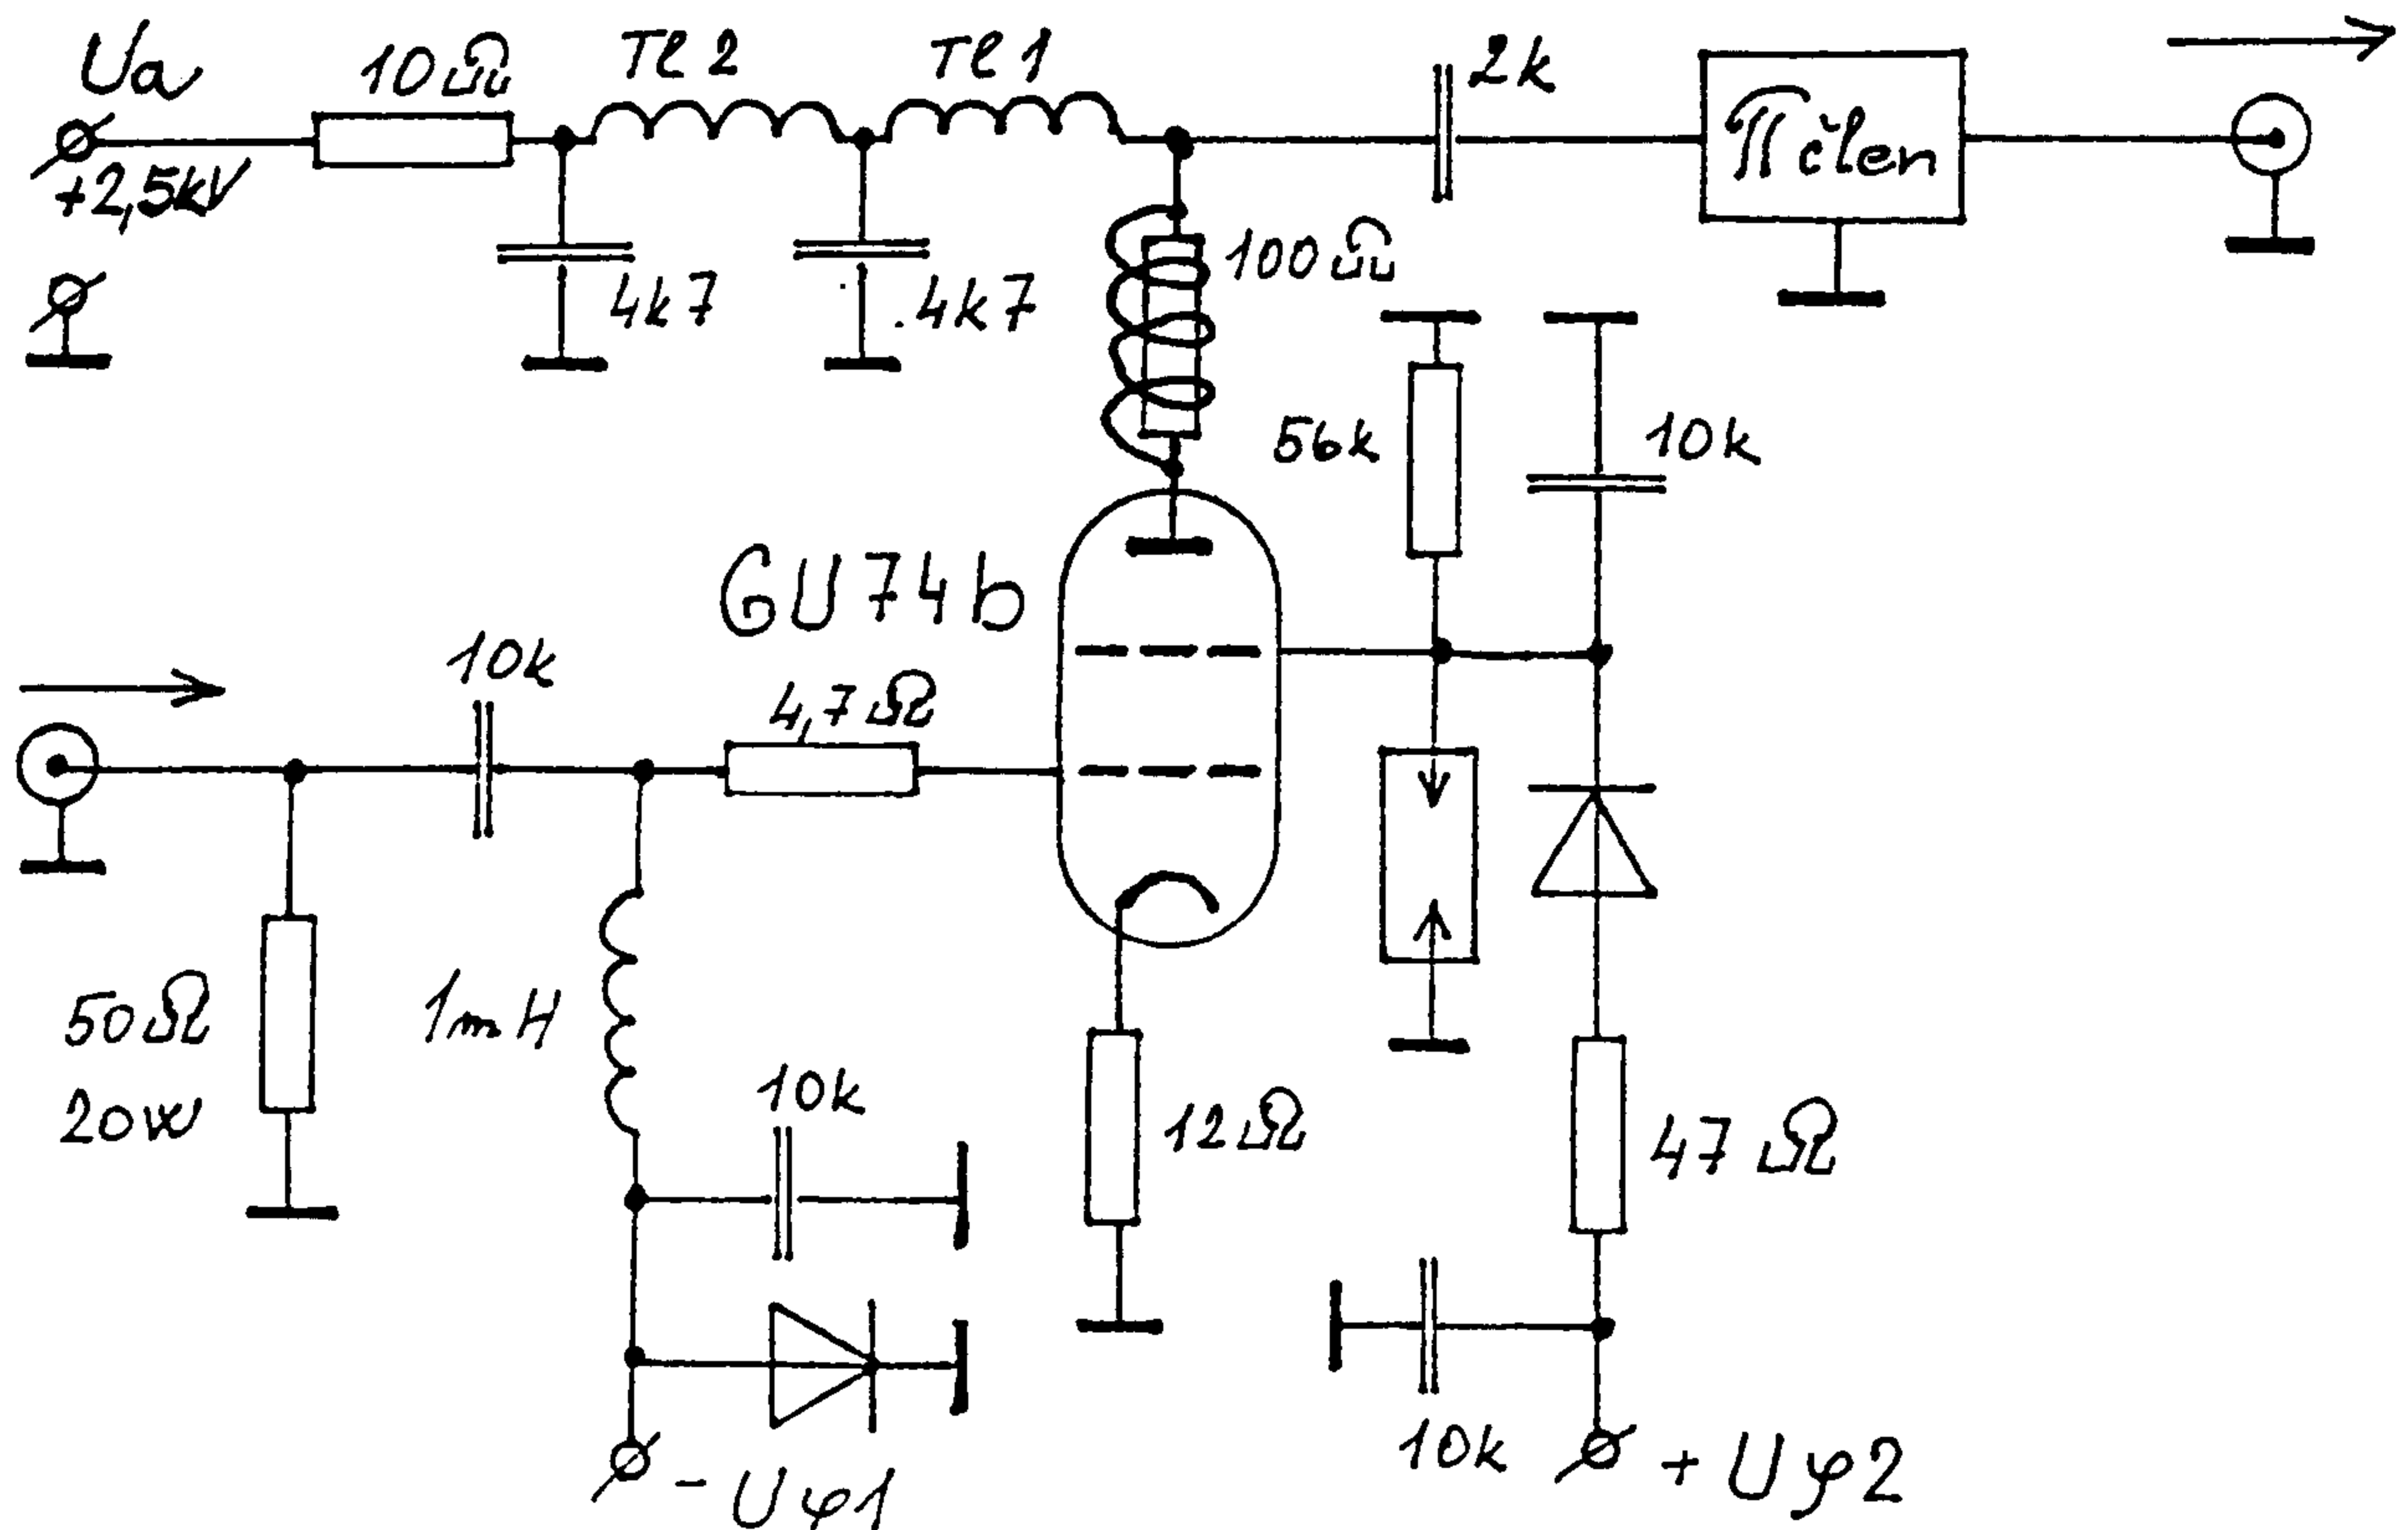 Ua
10Ω
Tl 2
Tl 1
2k
π člen
+2,5kV
4k7
4k7
100Ω
56k
10k
GU74b
10k
4,7Ω
50Ω
20W
1mH
10k
12Ω
47Ω
10k
- Uφ1
+ Uφ2